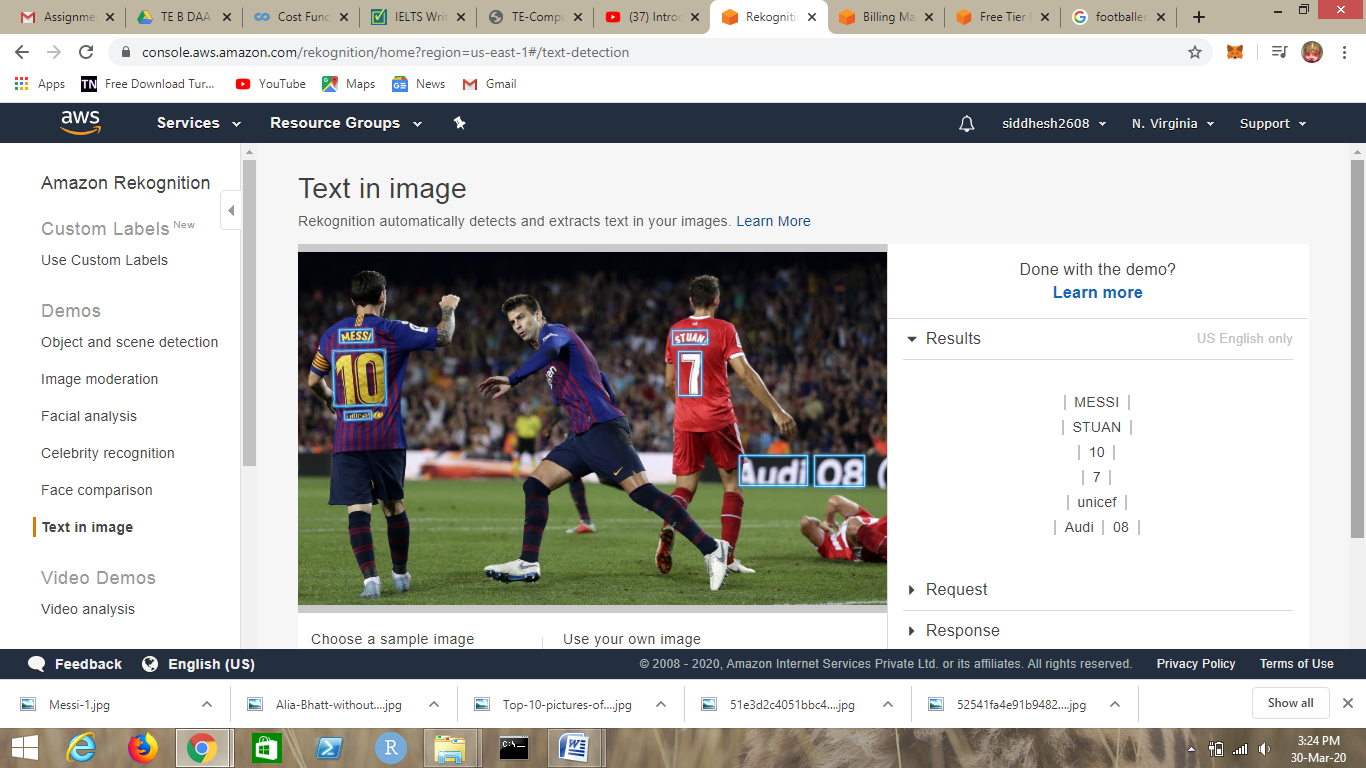 Assignme
TE B DAA
Cost Func
IELTS Writ
TE-Compu
(37) Introc
Rekogniti
Billing Ma
Free Tier
footballer
console.aws.amazon.com/rekognition/home?region=us-east-1#/text-detection
Apps
TN Free Download Tur...
YouTube
Maps
News
Gmail
aws
Services
Resource Groups
siddhesh2608
N. Virginia
Support
Amazon Rekognition
Custom Labels New
Use Custom Labels
Demos
Object and scene detection
Image moderation
Facial analysis
Celebrity recognition
Face comparison
Text in image
Video Demos
Video analysis
Text in image
Rekognition automatically detects and extracts text in your images. Learn More
MESSI
10
unicef
STUAN
7
Audi 08
Choose a sample image
Use your own image
Done with the demo?
Learn more
Results
US English only
| MESSI |
| STUAN |
| 10 |
| 7 |
| unicef |
| Audi | 08 |
Request
Response
Feedback
English (US)
© 2008 - 2020, Amazon Internet Services Private Ltd. or its affiliates. All rights reserved.
Privacy Policy
Terms of Use
Messi-1.jpg
Alia-Bhatt-without....jpg
Top-10-pictures-of....jpg
51e3d2c4051bbc4....jpg
52541fa4e91b9482....jpg
Show all
3:24 PM
30-Mar-20